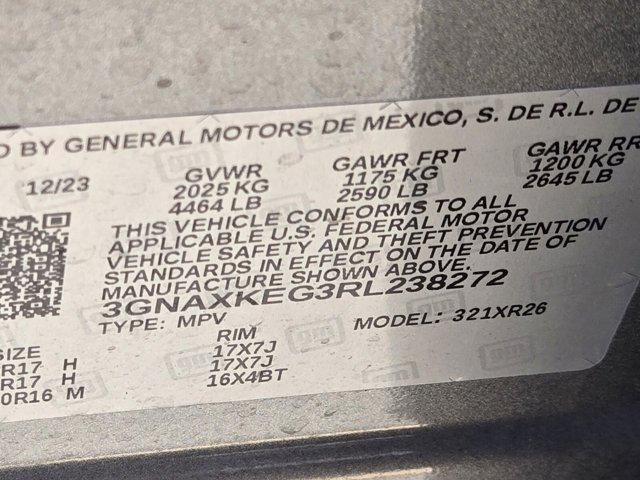 D BY GENERAL MOTORS DE MEXICO, S. DE R.L. DE
12/23 GVWR GAWR FRT GAWR RR
2025 KG 1175 KG 1200 KG
4464 LB 2590 LB 2645 LB
THIS VEHICLE CONFORMS TO ALL
APPLICABLE U.S. FEDERAL MOTOR
VEHICLE SAFETY AND THEFT PREVENTION
STANDARDS IN EFFECT ON THE DATE OF
MANUFACTURE SHOWN ABOVE.
3GNAXKEG3RL238272
TYPE: MPV MODEL: 321XR26
SIZE RIM
R17 H 17X7J
R17 H 17X7J
0R16 M 16X4BT